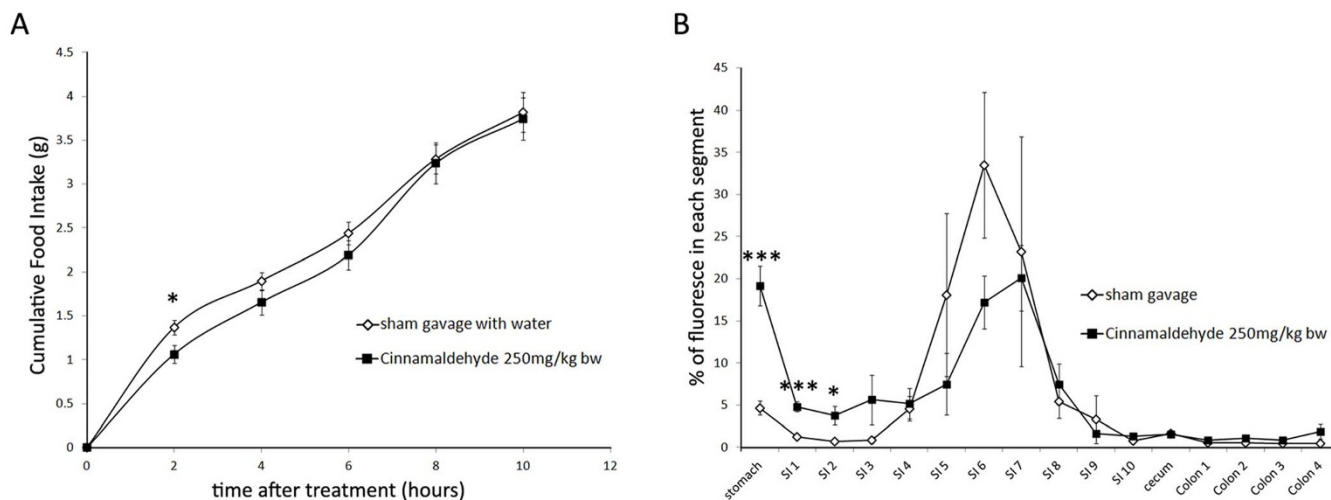 A
Cumulative Food Intake (g)
4.5
4
3.5
3
2.5
2
1.5
1
0.5
0
*
sham gavage with water
Cinnamaldehyde 250mg/kg bw
0 2 4 6 8 10 12
time after treatment (hours)
B
% of fluoresce in each segment
45
40
35
30
25
20
15
10
5
0
***
***
*
sham gavage
Cinnamaldehyde 250mg/kg bw
stomach SI 1 SI 2 SI 3 SI 4 SI 5 SI 6 SI 7 SI 8 SI 9 SI 10 cecum Colon 1 Colon 2 Colon 3 Colon 4